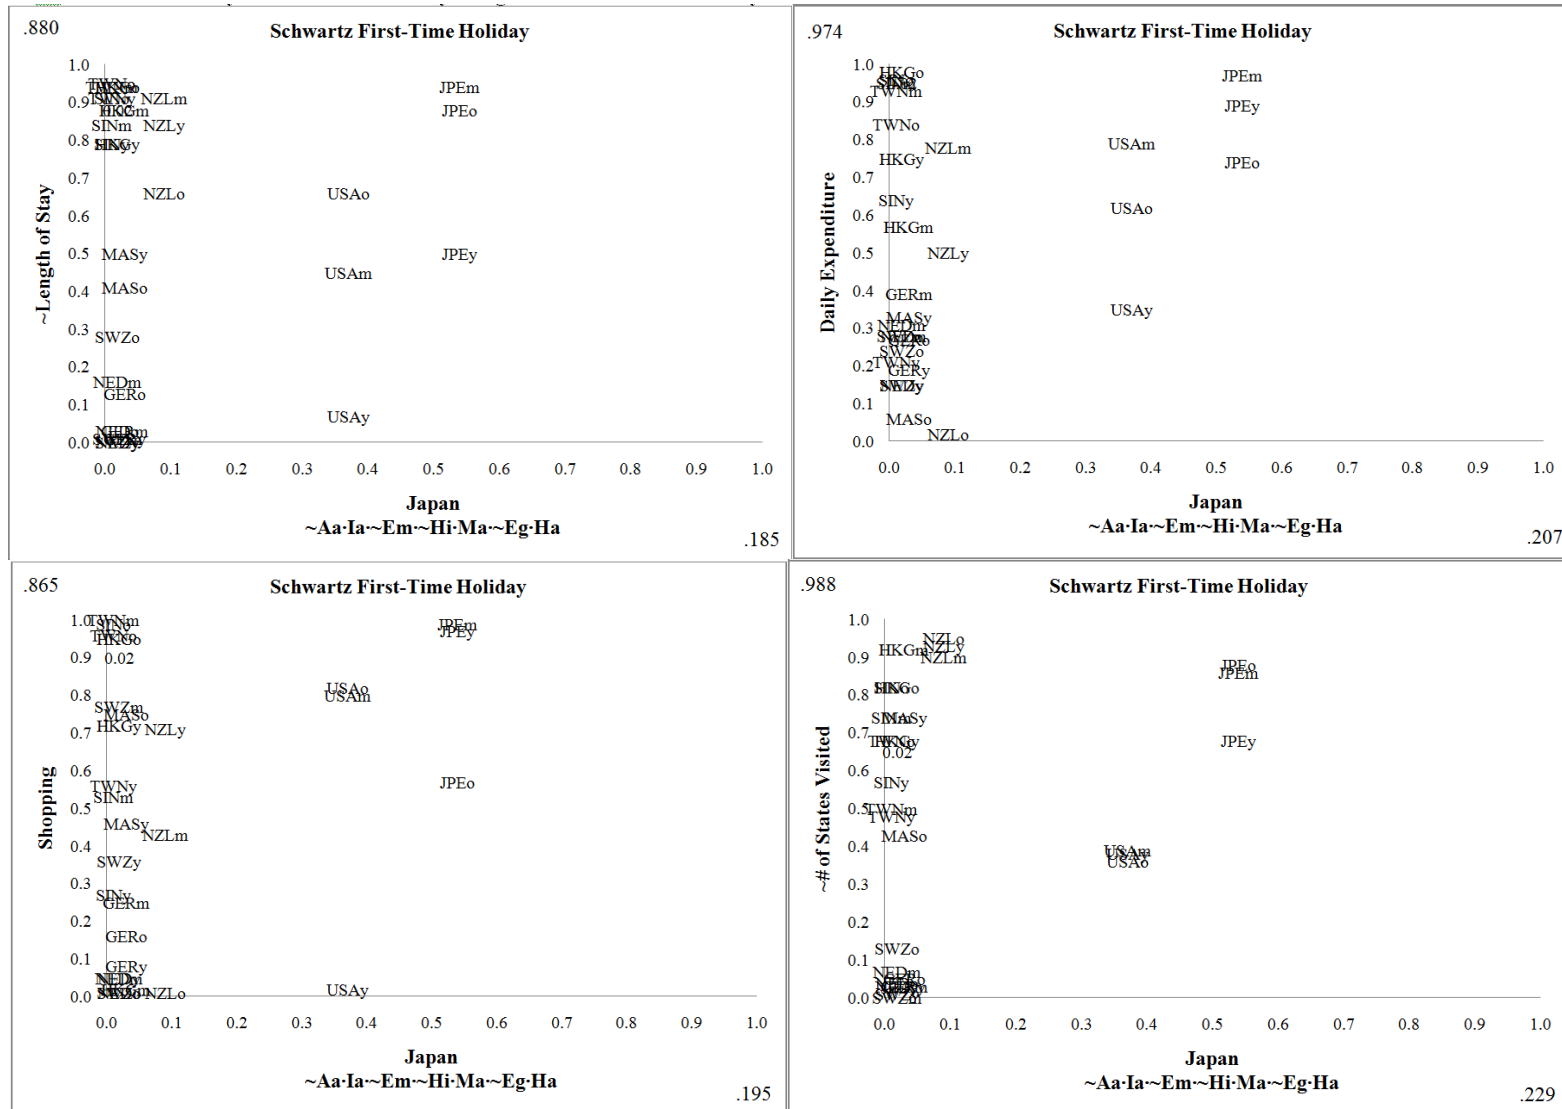 .880
Schwartz First-Time Holiday
1.0
0.9
0.8
0.7
0.6
0.5
0.4
0.3
0.2
0.1
0.0
~Length of Stay
NZLm
HKGm
SINm
NZLy
NZLo
MASy
MASo
SWZo
NEDm
GERo
USAo
USAm
USAy
JPEm
JPEo
JPEy
0.0 0.1 0.2 0.3 0.4 0.5 0.6 0.7 0.8 0.9 1.0
Japan
~Aa·Ia·~Em·~Hi·Ma·~Eg·Ha
.185
.974
Schwartz First-Time Holiday
1.0
0.9
0.8
0.7
0.6
0.5
0.4
0.3
0.2
0.1
0.0
Daily Expenditure
HKGo
TWNm
TWNo
NZLm
HKGy
SINy
HKGm
NZLy
GERm
MASy
NEDm
GERo
SWZo
TWNy
GERy
MASo
NZLo
USAm
USAo
USAy
JPEm
JPEy
JPEo
0.0 0.1 0.2 0.3 0.4 0.5 0.6 0.7 0.8 0.9 1.0
Japan
~Aa·Ia·~Em·~Hi·Ma·~Eg·Ha
.207
.865
Schwartz First-Time Holiday
1.0
0.9
0.8
0.7
0.6
0.5
0.4
0.3
0.2
0.1
0.0
Shopping
TWNm
SINo
TWNo
HKGo
0.02
SWZm
MASo
HKGy
NZLy
TWNy
SINm
MASy
NZLm
SWZy
SINy
GERm
GERo
GERy
NEDm
NZLo
USAo
USAm
USAy
JPEm
JPEy
JPEo
0.0 0.1 0.2 0.3 0.4 0.5 0.6 0.7 0.8 0.9 1.0
Japan
~Aa·Ia·~Em·~Hi·Ma·~Eg·Ha
.195
.988
Schwartz First-Time Holiday
1.0
0.9
0.8
0.7
0.6
0.5
0.4
0.3
0.2
0.1
0.0
~# of States Visited
NZLo
NZLy
NZLm
HKGm
HKGo
SINm
MASy
HKGy
0.02
SINy
TWNm
TWNy
MASo
SWZo
NEDm
SWZm
USAm
USAy
USAo
JPEo
JPEm
JPEy
0.0 0.1 0.2 0.3 0.4 0.5 0.6 0.7 0.8 0.9 1.0
Japan
~Aa·Ia·~Em·~Hi·Ma·~Eg·Ha
.229